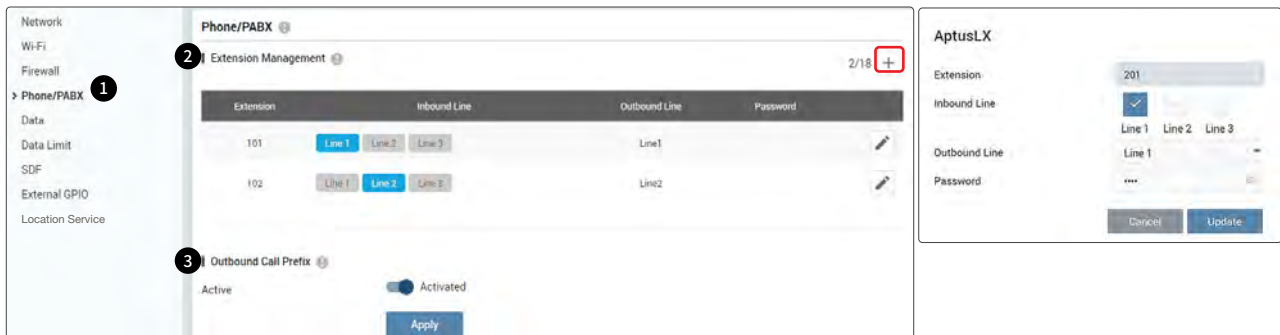 Network
Wi-Fi
Firewall
> Phone/PABX 1
Data
Data Limit
SDF
External GPIO
Location Service
Phone/PABX
2 Extension Management
2/18 +
Extension Inbound Line Outbound Line Password
101 Line 1 Line 2 Line 3 Line1
102 Line 1 Line 2 Line 3 Line2
3 Outbound Call Prefix
Active Activated
Apply
AptusLX
Extension 201
Inbound Line
Line 1 Line 2 Line 3
Outbound Line Line 1
Password ••••
Cancel Update